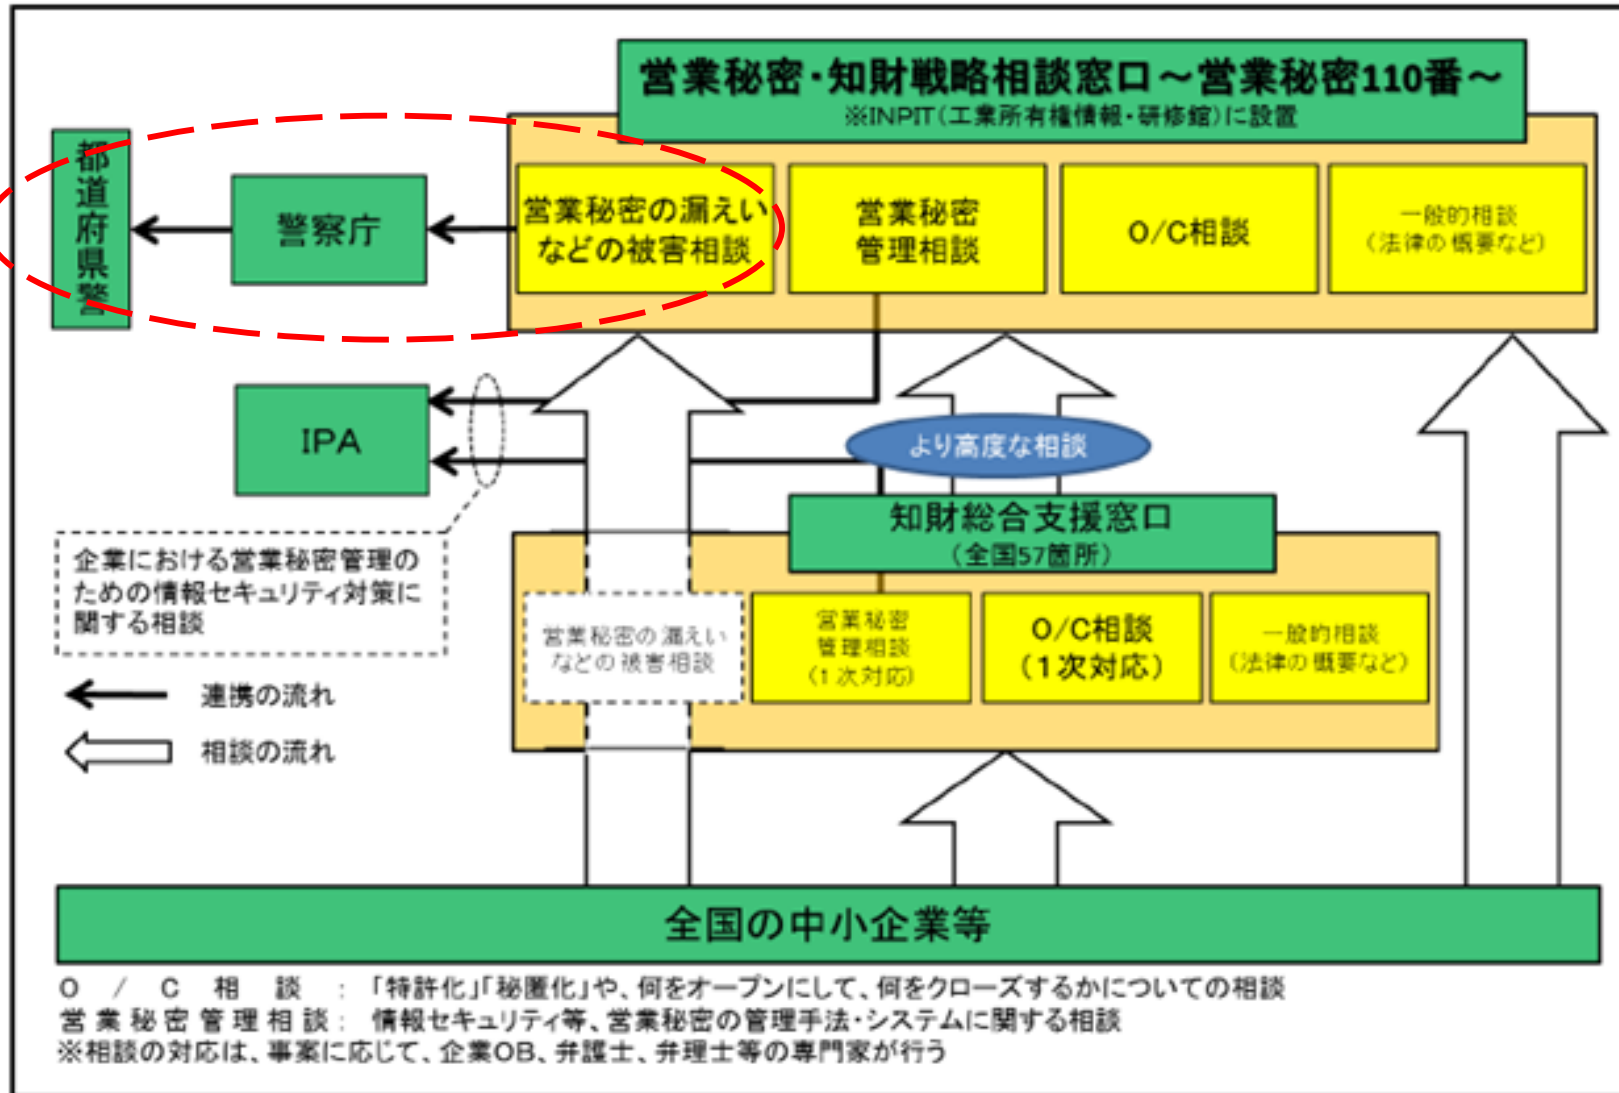 営業秘密・知財戦略相談窓口～営業秘密110番～
※INPIT(工業所有権情報・研修館)に設置
都道府県警
警察庁
営業秘密の漏えい
などの被害相談
営業秘密
管理相談
O/C相談
一般的相談
(法律の概要など)
IPA
より高度な相談
知財総合支援窓口
(全国57箇所)
企業における営業秘密管理の
ための情報セキュリティ対策に
関する相談
営業秘密の漏えい
などの被害相談
営業秘密
管理相談
(1次対応)
O/C相談
(1次対応)
一般的相談
(法律の概要など)
連携の流れ
相談の流れ
全国の中小企業等
O / C 相 談 : 「特許化」「秘匿化」や、何をオープンにして、何をクローズするかについての相談
営業秘密管理相談: 情報セキュリティ等、営業秘密の管理手法・システムに関する相談
※相談の対応は、事案に応じて、企業OB、弁護士、弁理士等の専門家が行う